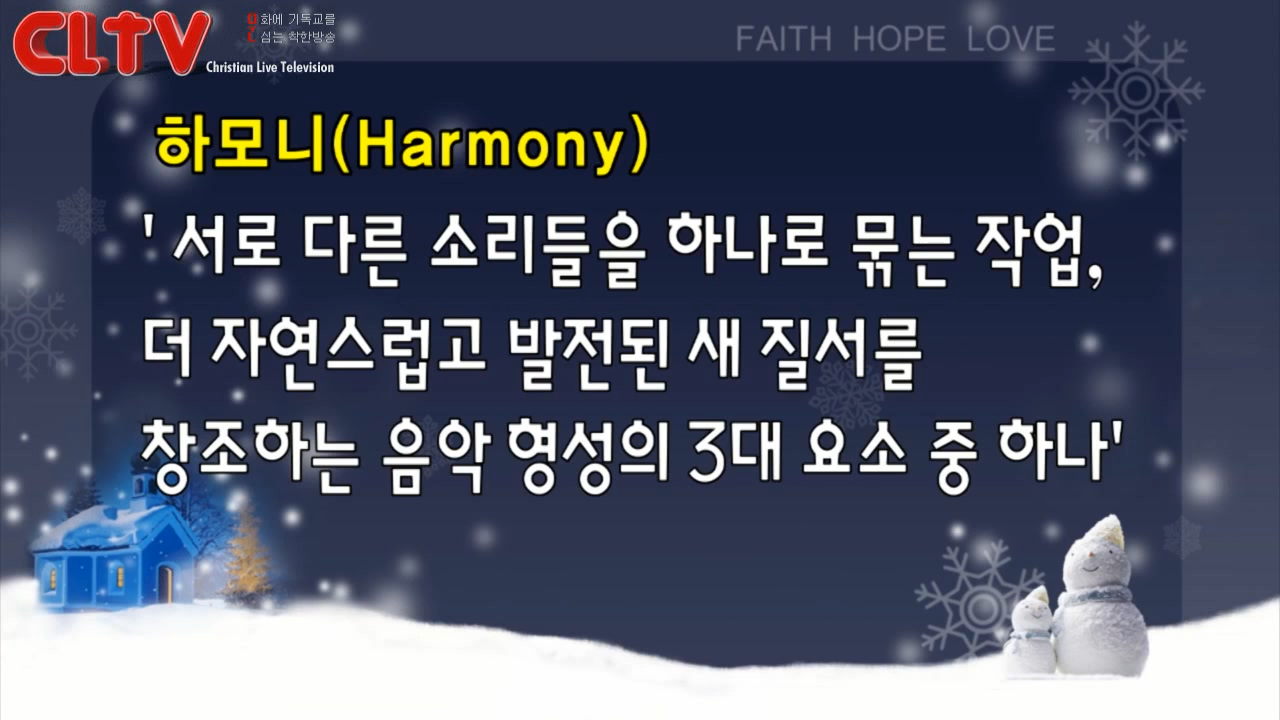 CLTV
문화에 기독교를
심는 착한방송
Christian Live Television
FAITH HOPE LOVE
하모니(Harmony)
' 서로 다른 소리들을 하나로 묶는 작업,
더 자연스럽고 발전된 새 질서를
창조하는 음악 형성의 3대 요소 중 하나'